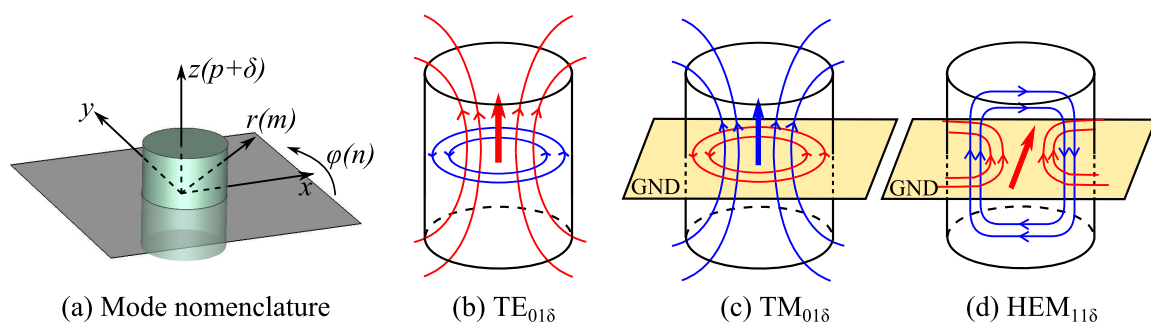 z(p+δ)
y
r(m)
φ(n)
x
GND
GND
(a) Mode nomenclature
(b) TE₀₁δ
(c) TM₀₁δ
(d) HEM₁₁δ